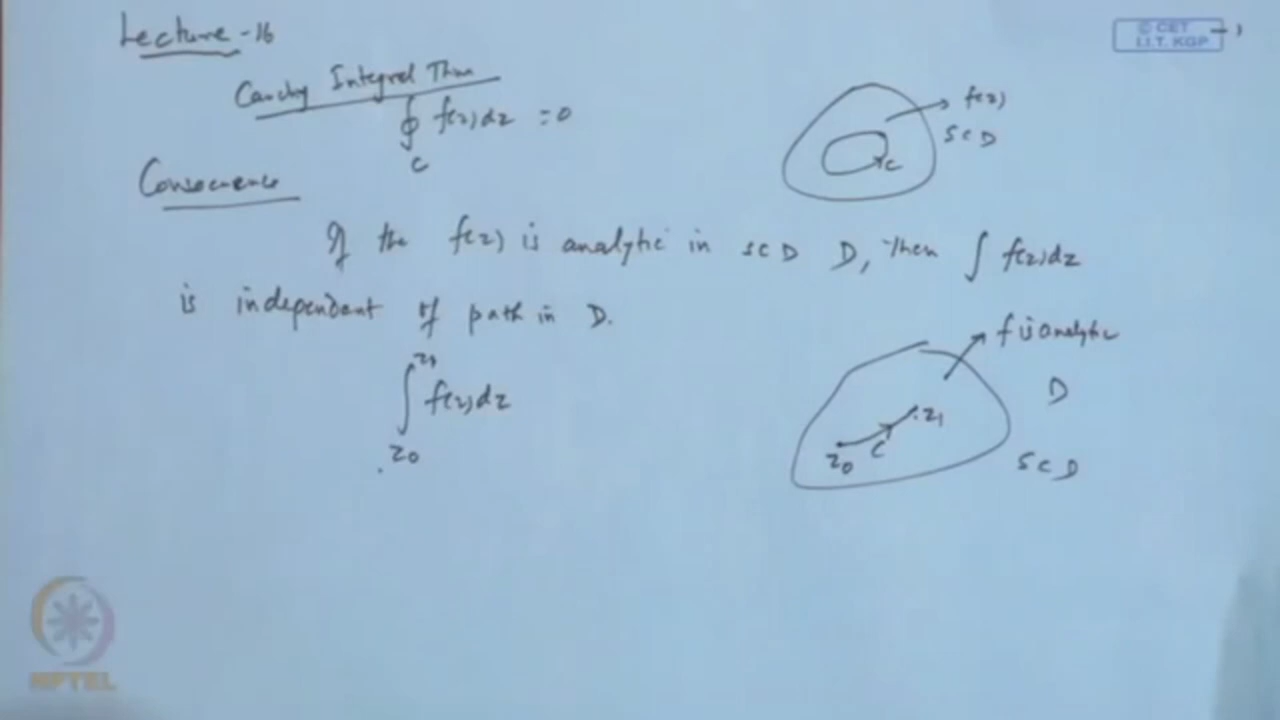 Lecture-16
© CET
I.I.T. KGP
Cauchy Integral Thm
∮ f(z)dz = 0
C
f(z)
SCD
C
Consequence
If the f(z) is analytic in SCD D, then ∫ f(z)dz
is independent of path in D.
z1
∫ f(z)dz
z0
f is analytic
D
.z1
z0 C
SCD
NPTEL